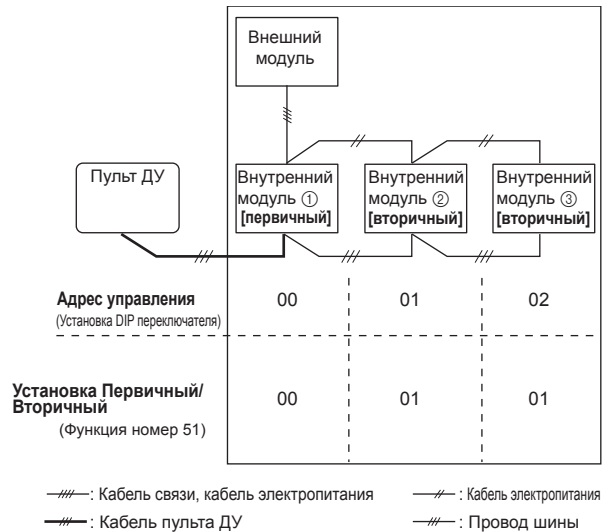 Внешний
модуль
Пульт ДУ
Внутренний
модуль ①
[первичный]
Внутренний
модуль ②
[вторичный]
Внутренний
модуль ③
[вторичный]
Адрес управления
(Установка DIP переключателя)
00
01
02
Установка Первичный/
Вторичный
(Функция номер 51)
00
01
01
: Кабель связи, кабель электропитания
: Кабель электропитания
: Кабель пульта ДУ
: Провод шины